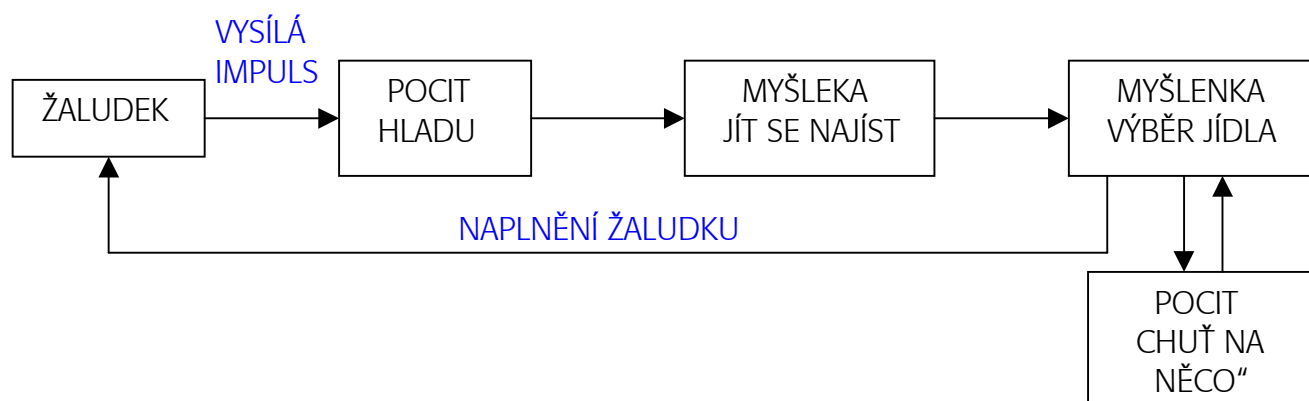 VYSÍLÁ
IMPULS
ŽALUDEK
POCIT
HLADU
MYŠLEKA
JÍT SE NAJÍST
MYŠLENKA
VÝBĚR JÍDLA
NAPLNĚNÍ ŽALUDKU
POCIT
CHUŤ NA
NĚCO“